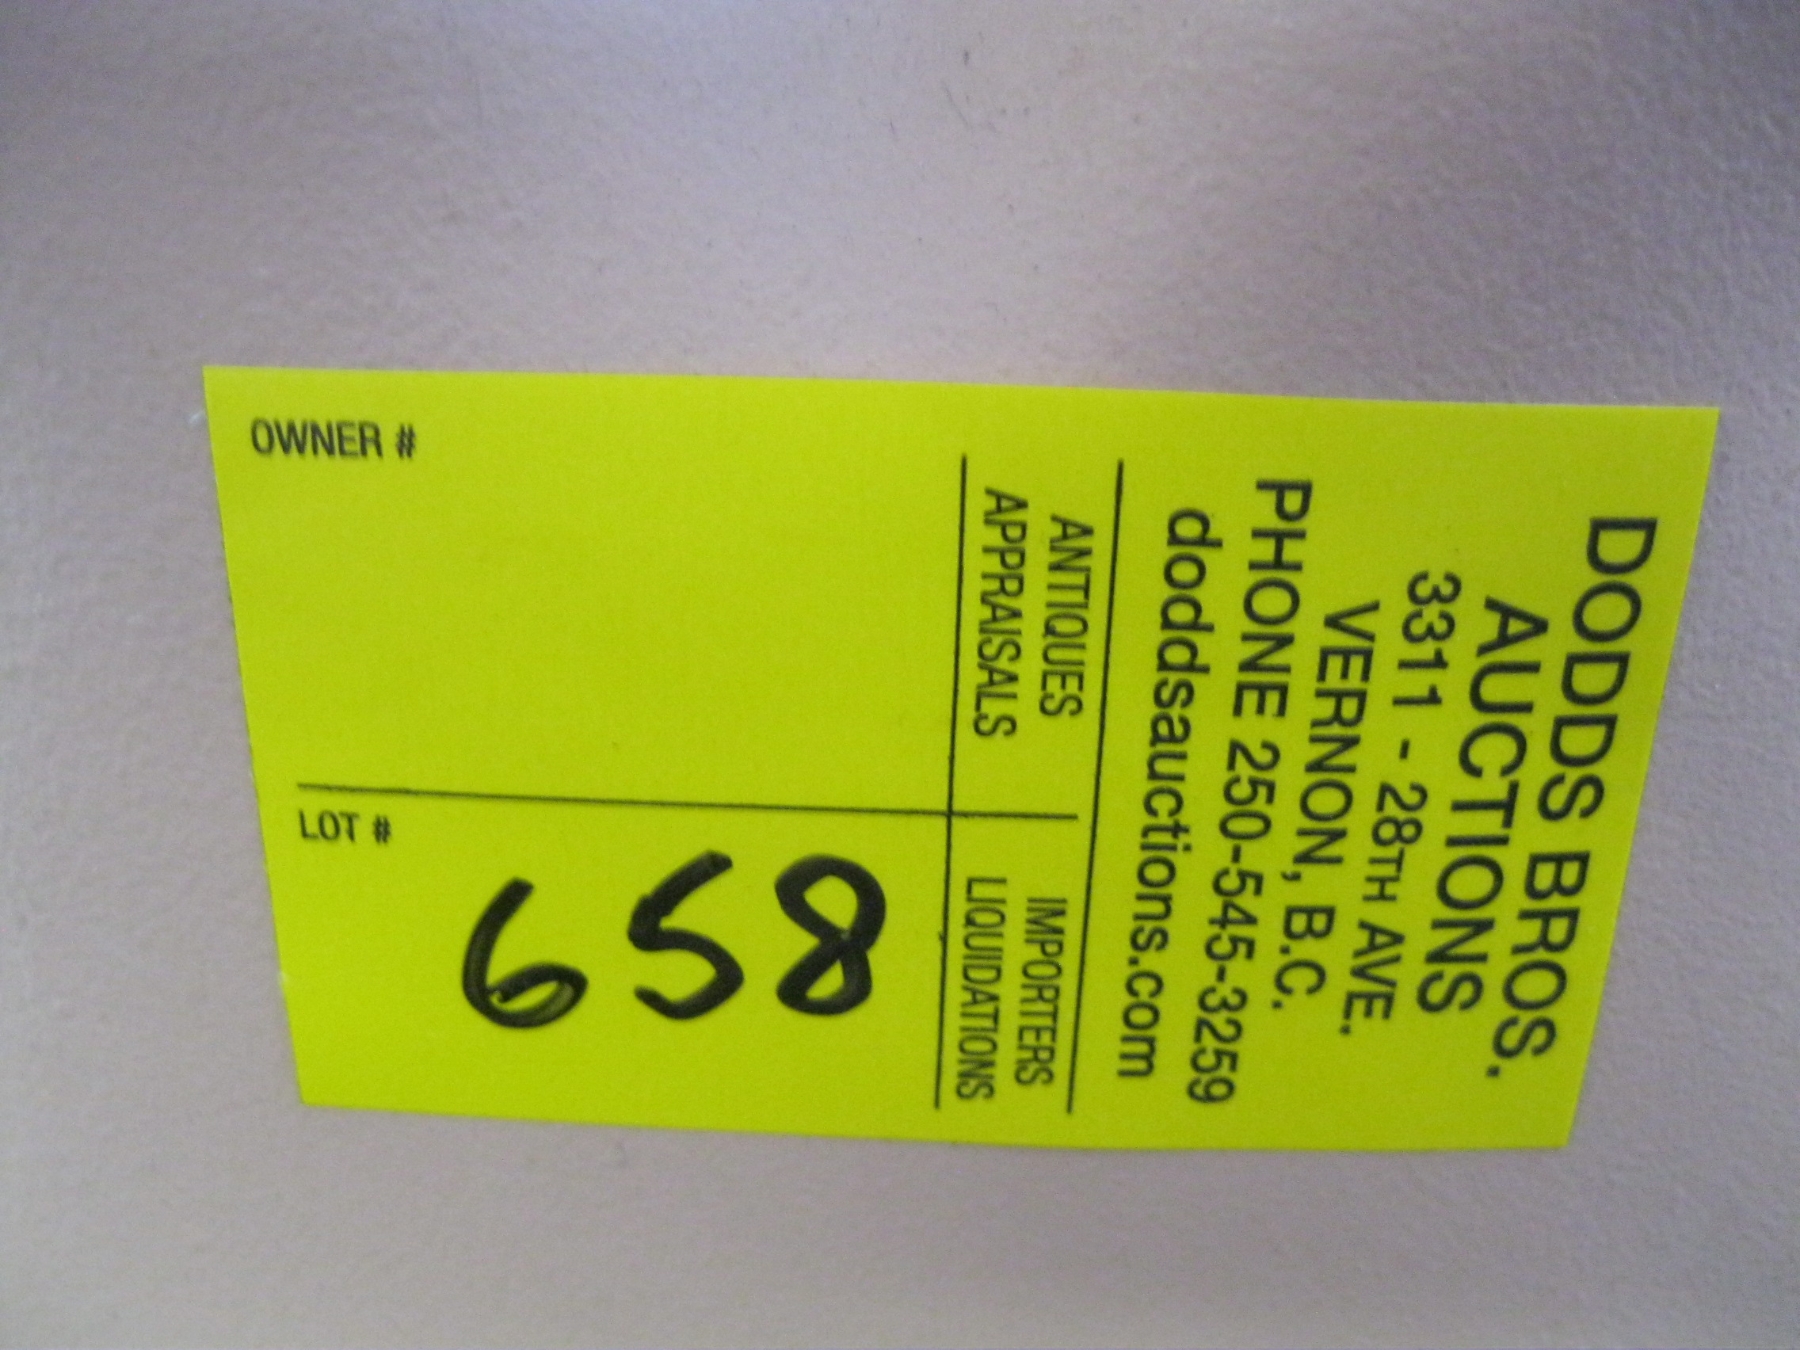 DODDS BROS.
AUCTIONS
3311 - 28TH AVE.
VERNON, B.C.
PHONE 250-545-3259
doddsauctions.com
ANTIQUES
APPRAISALS
IMPORTERS
LIQUIDATIONS
OWNER #
LOT #
658